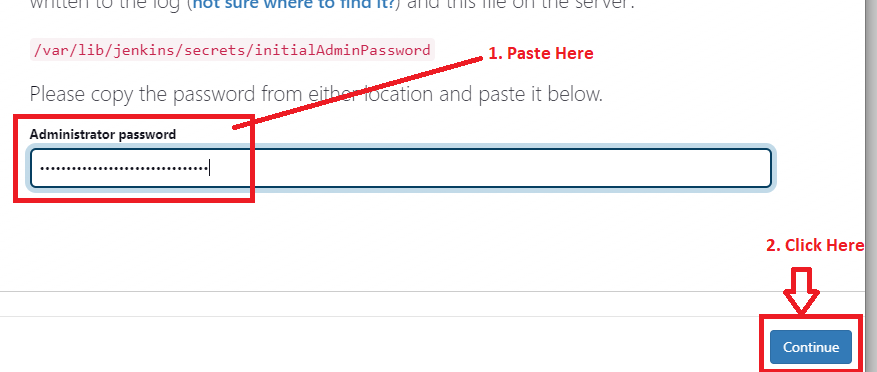 written to the log (not sure where to find it?) and this file on the server:
/var/lib/jenkins/secrets/initialAdminPassword
1. Paste Here
Please copy the password from either location and paste it below.
Administrator password
••••••••••••••••••••••••••••••••
2. Click Here
Continue